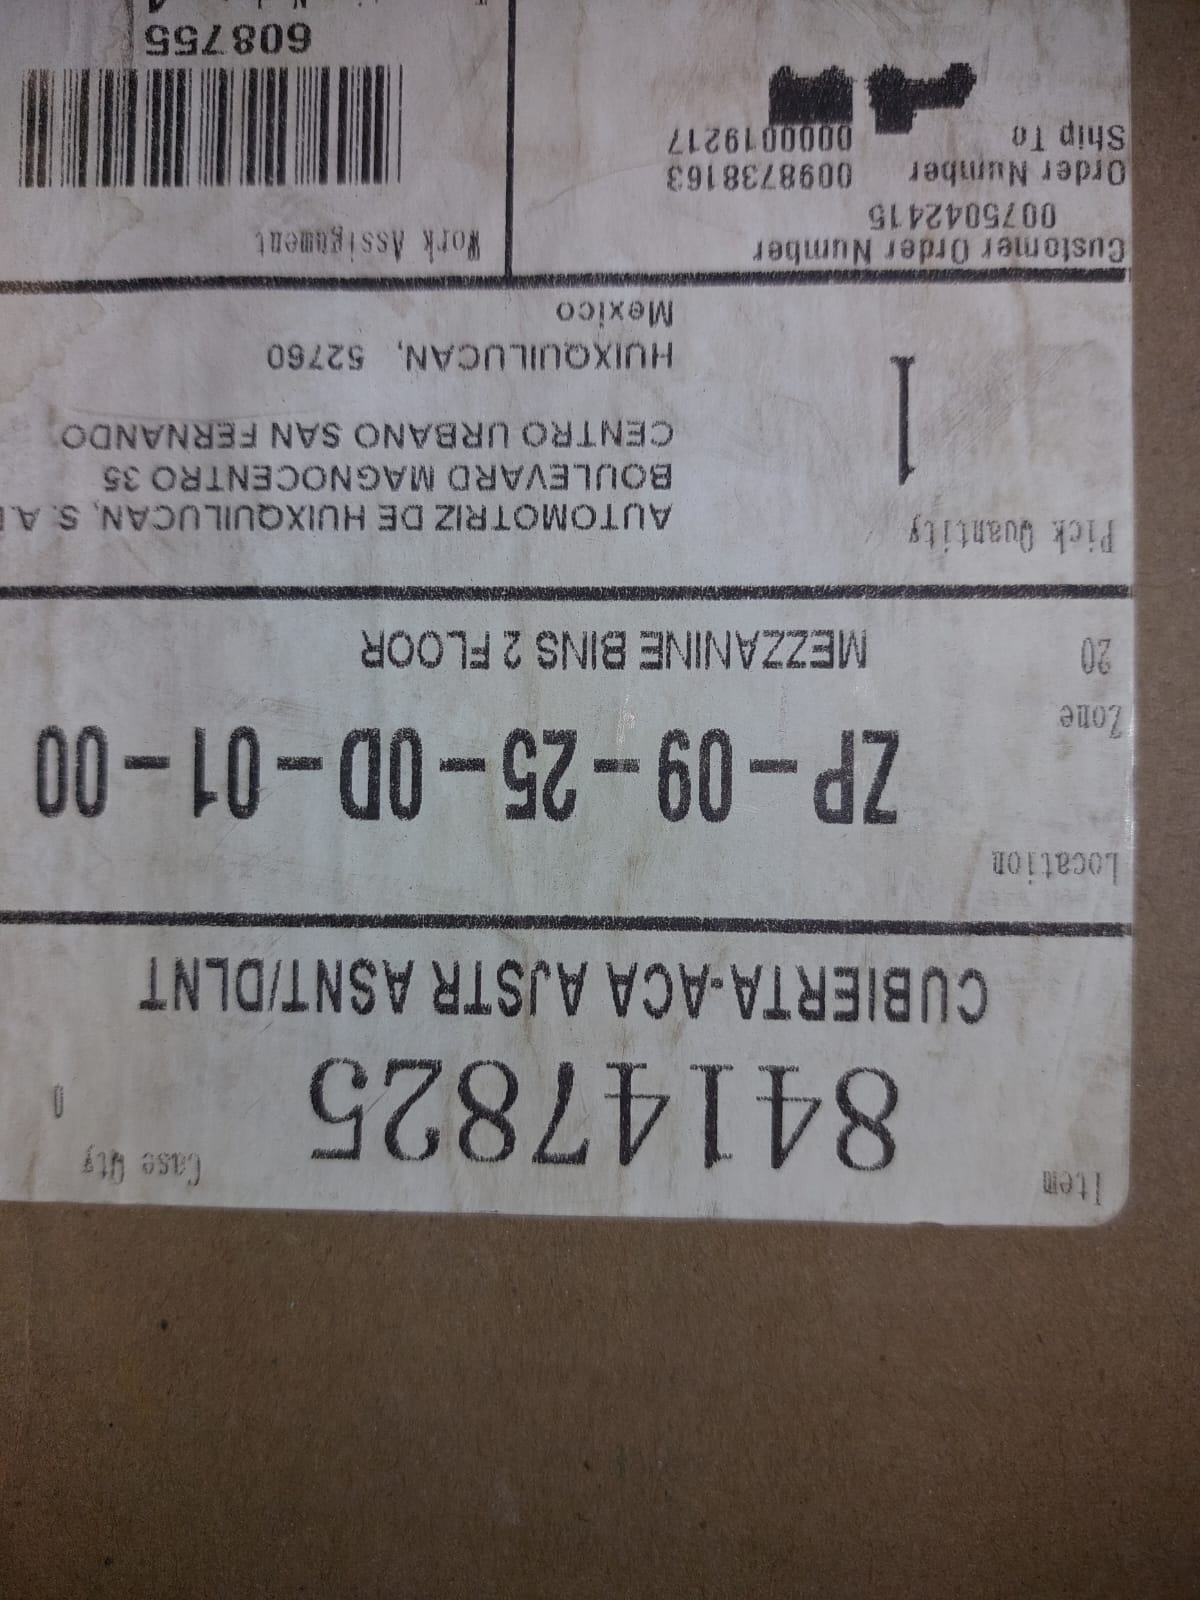 Item
Case Qty
84147825
0
CUBIERTA-ACA AJSTR ASNT/DLNT
Location
ZP-09-25-0D-01-00
Zone
20
MEZZANINE BINS 2 FLOOR
Pick Quantity
1
AUTOMOTRIZ DE HUIXQUILUCAN, S. A.
BOULEVARD MAGNOCENTRO 35
CENTRO URBANO SAN FERNANDO
HUIXQUILUCAN, 52760
Mexico
Customer Order Number
0075042415
Order Number 0098738163
Ship To 0000019217
Work Assignment
608755